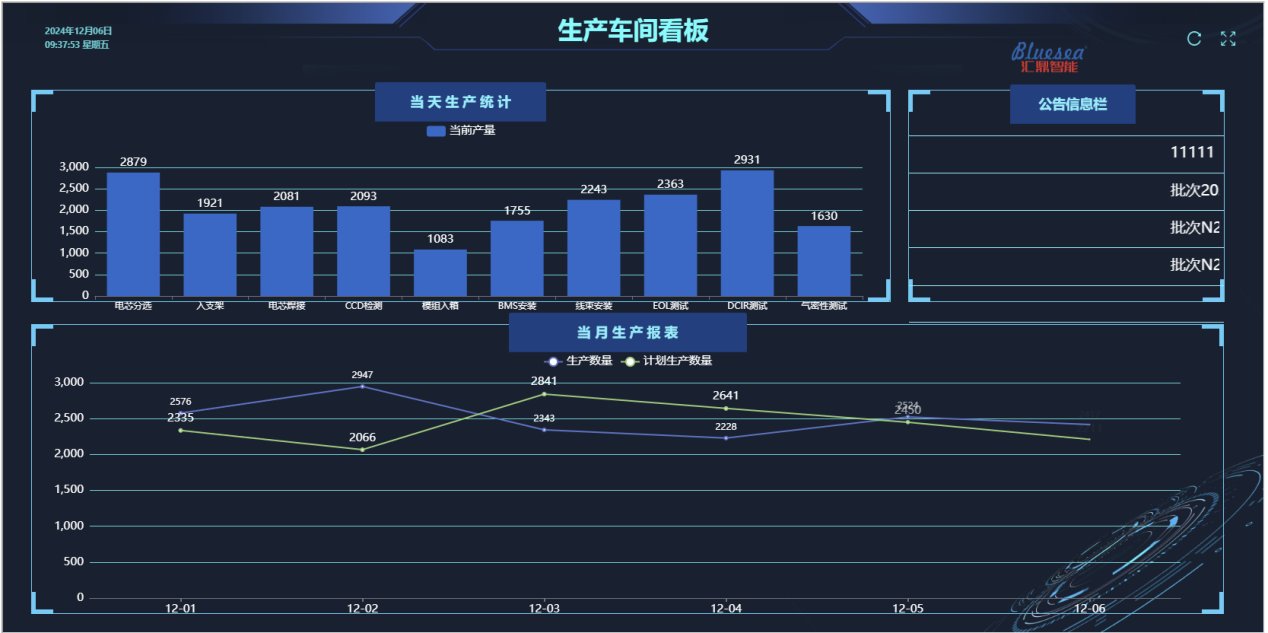 2024年12月06日
09:37:53 星期五
生产车间看板
Bluesea
汇鼎智能
当天生产统计
当前产量
3,000
2,500
2,000
1,500
1,000
500
0
2879
1921
2081
2093
1083
1755
2243
2363
2931
1630
电芯分选
入支架
电芯焊接
CCD检测
模组入箱
BMS安装
线束安装
EOL测试
DCIR测试
气密性测试
公告信息栏
11111
批次20
批次N2
批次N2
当月生产报表
生产数量 计划生产数量
3,000
2,500
2,000
1,500
1,000
500
0
2576
2335
2947
2066
2841
2343
2641
2228
2524
2450
12-01
12-02
12-03
12-04
12-05
12-06